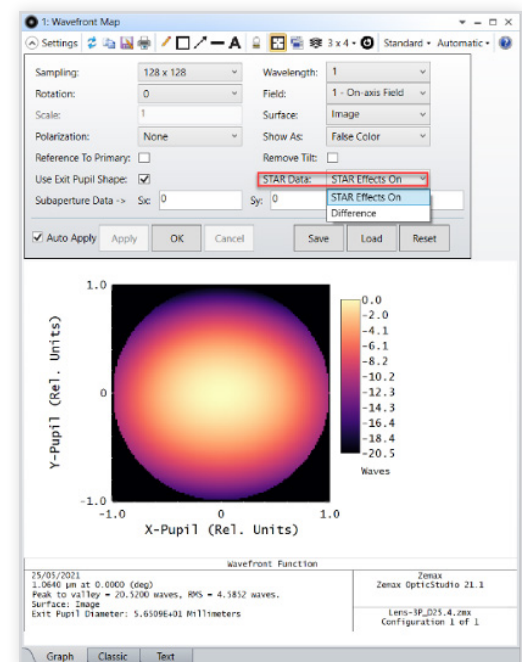 1: Wavefront Map
Settings 3 x 4 Standard Automatic
Sampling: 128 x 128 Wavelength: 1
Rotation: 0 Field: 1 - On-axis Field
Scale: 1 Surface: Image
Polarization: None Show As: False Color
Reference To Primary: Remove Tilt:
Use Exit Pupil Shape: STAR Data: STAR Effects On
Subaperture Data -> Sx: 0 Sy: 0
STAR Effects On
Difference
Auto Apply Apply OK Cancel Save Load Reset
1.0
0
-1.0
Y-Pupil (Rel. Units)
-1.0 0 1.0
X-Pupil (Rel. Units)
0.0
-2.0
-4.1
-6.1
-8.2
-10.2
-12.3
-14.3
-16.4
-18.4
-20.5
Waves
Wavefront Function
25/05/2021
1.0640 µm at 0.0000 (deg)
Peak to valley = 20.5200 waves, RMS = 4.5852 waves.
Surface: Image
Exit Pupil Diameter: 5.6509E+01 Millimeters
Zemax
Zemax OpticStudio 21.1
Lens-3P_D25.4.zmx
Configuration 1 of 1
Graph Classic Text